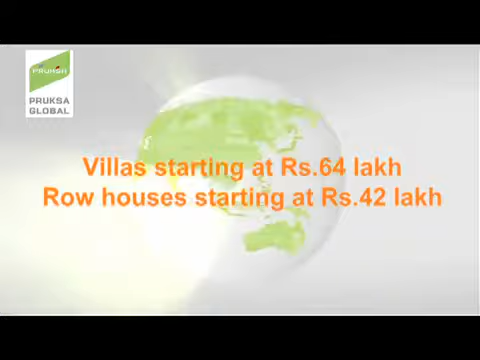 PRUKSA
PRUKSA
GLOBAL
Villas starting at Rs.64 lakh
Row houses starting at Rs.42 lakh